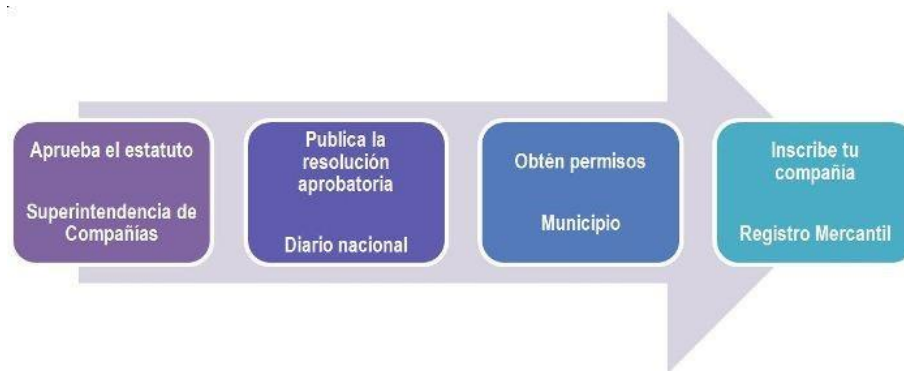 Aprueba el estatuto
Superintendencia de
Compañías
Publica la
resolución
aprobatoria
Diario nacional
Obtén permisos
Municipio
Inscribe tu
compañía
Registro Mercantil